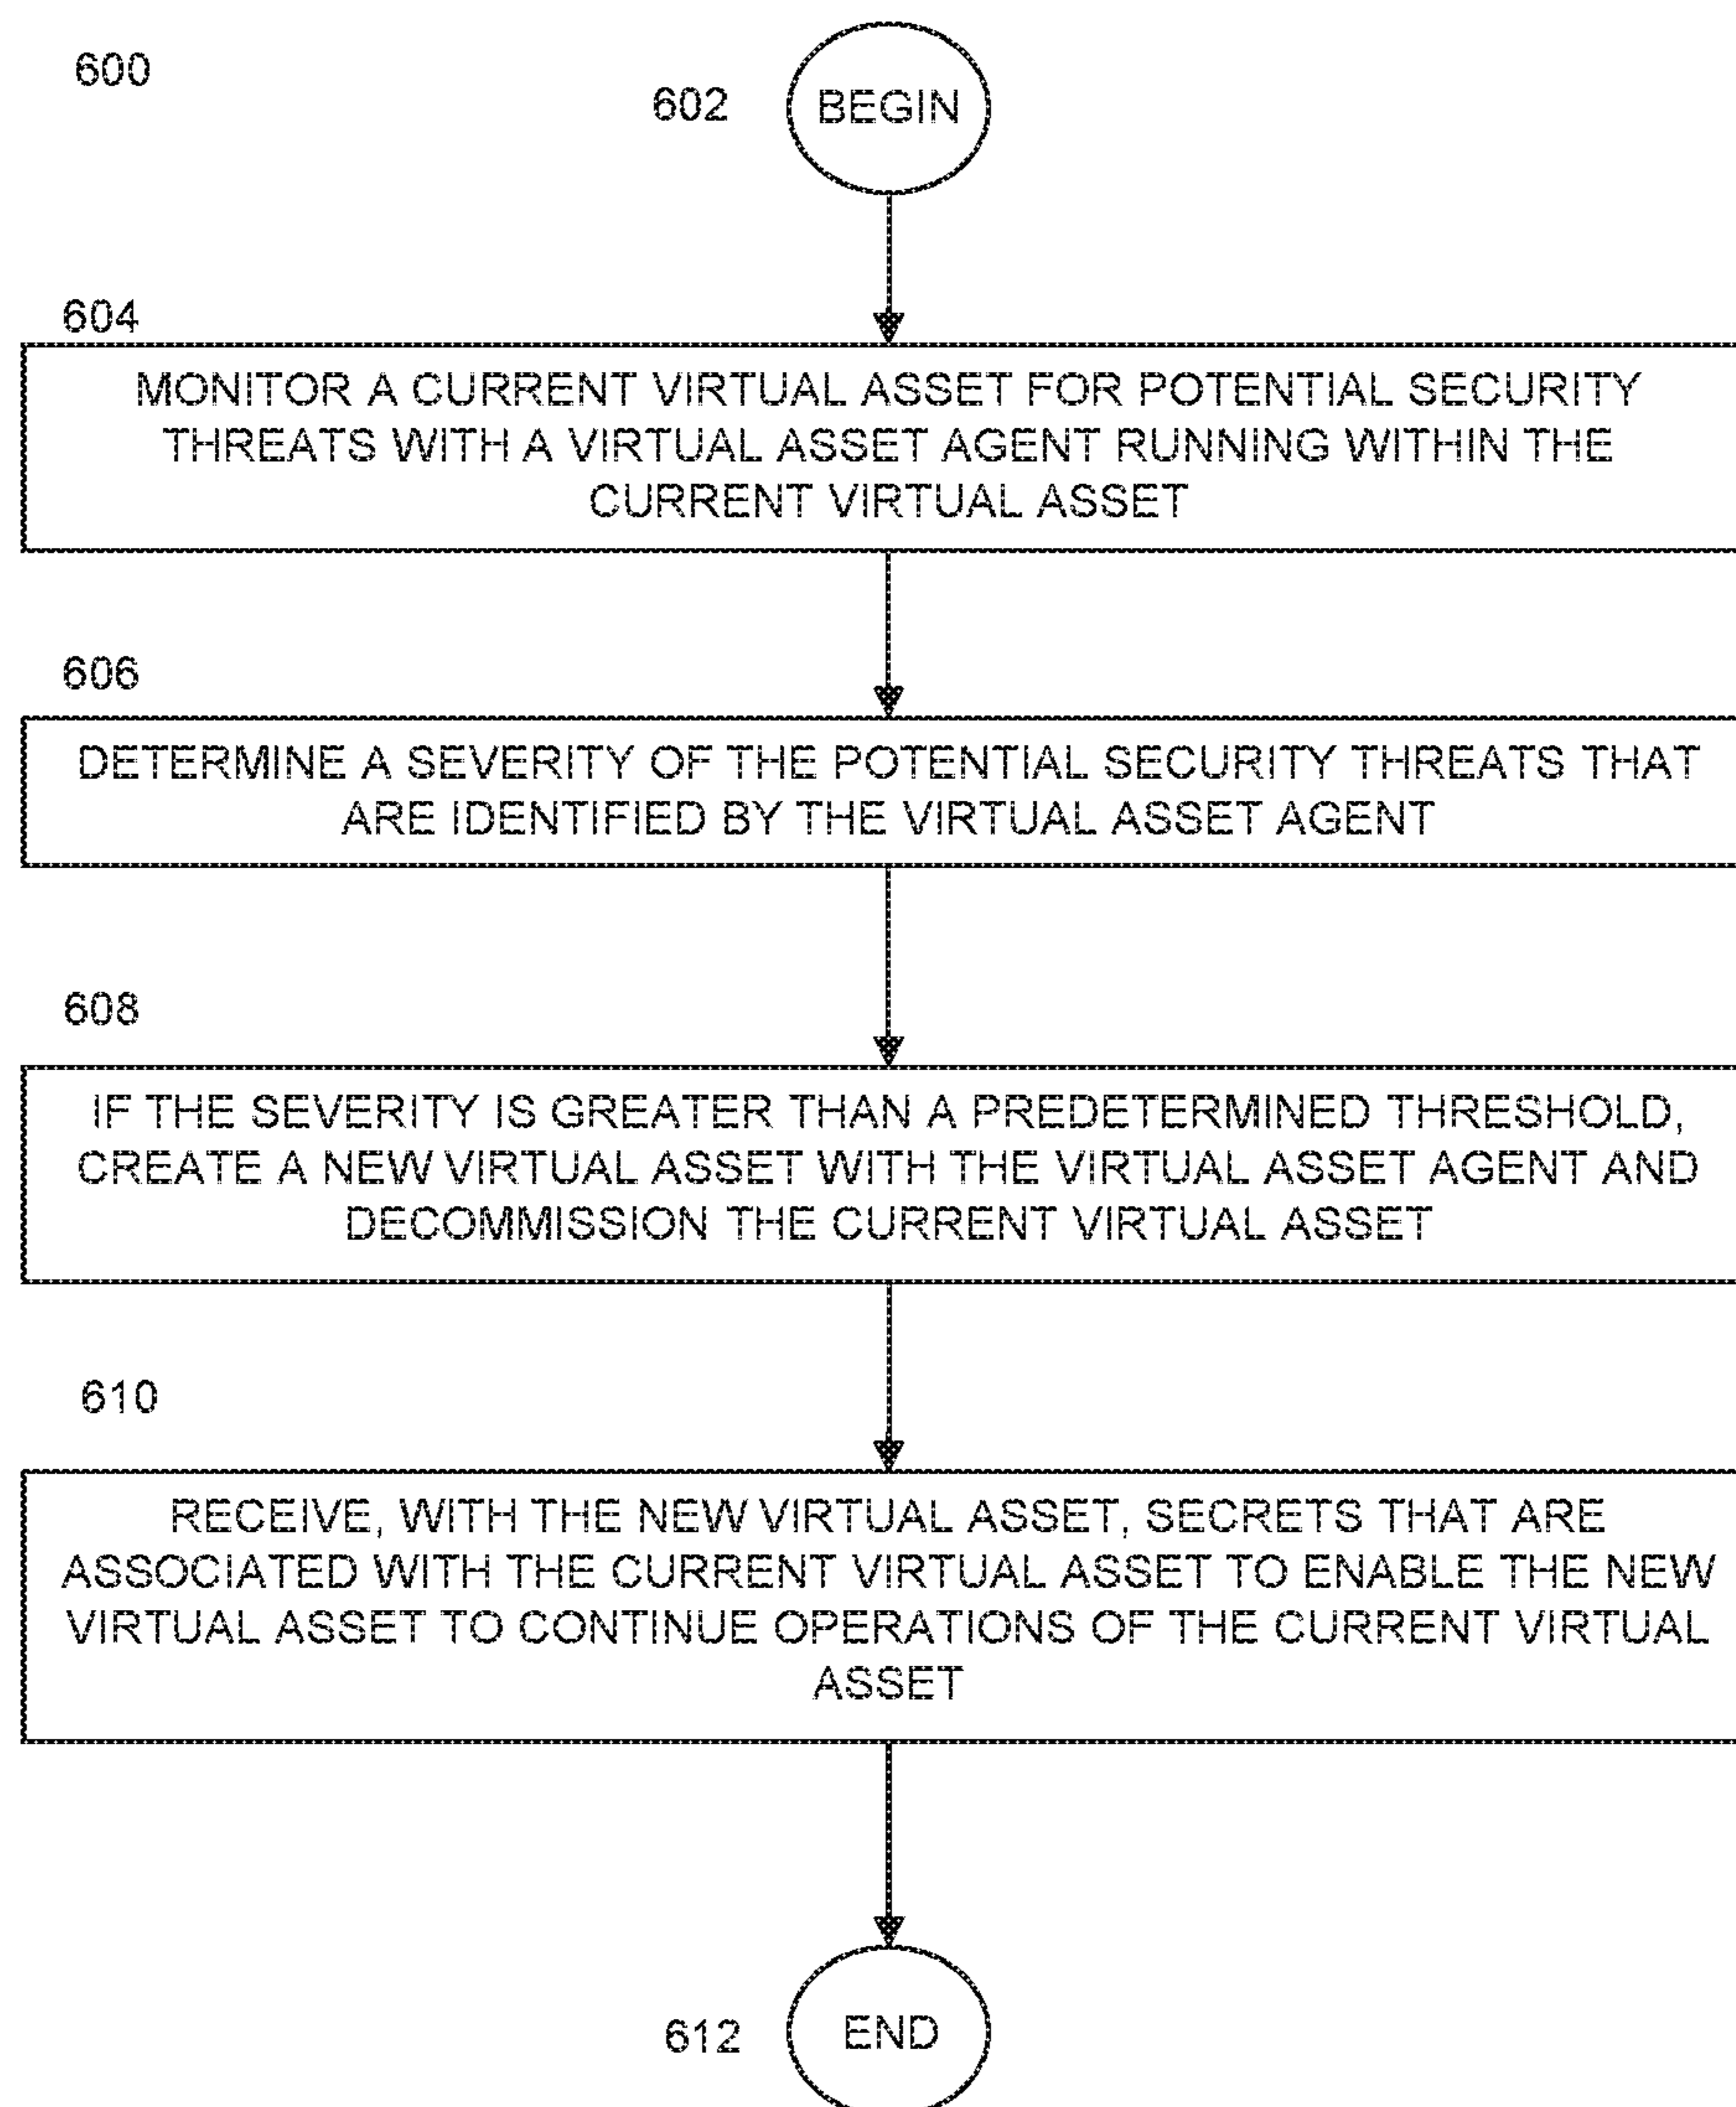 600
602
BEGIN
604
MONITOR A CURRENT VIRTUAL ASSET FOR POTENTIAL SECURITY
THREATS WITH A VIRTUAL ASSET AGENT RUNNING WITHIN THE
CURRENT VIRTUAL ASSET
606
DETERMINE A SEVERITY OF THE POTENTIAL SECURITY THREATS THAT
ARE IDENTIFIED BY THE VIRTUAL ASSET AGENT
608
IF THE SEVERITY IS GREATER THAN A PREDETERMINED THRESHOLD,
CREATE A NEW VIRTUAL ASSET WITH THE VIRTUAL ASSET AGENT AND
DECOMMISSION THE CURRENT VIRTUAL ASSET
610
RECEIVE, WITH THE NEW VIRTUAL ASSET, SECRETS THAT ARE
ASSOCIATED WITH THE CURRENT VIRTUAL ASSET TO ENABLE THE NEW
VIRTUAL ASSET TO CONTINUE OPERATIONS OF THE CURRENT VIRTUAL
ASSET
612
END